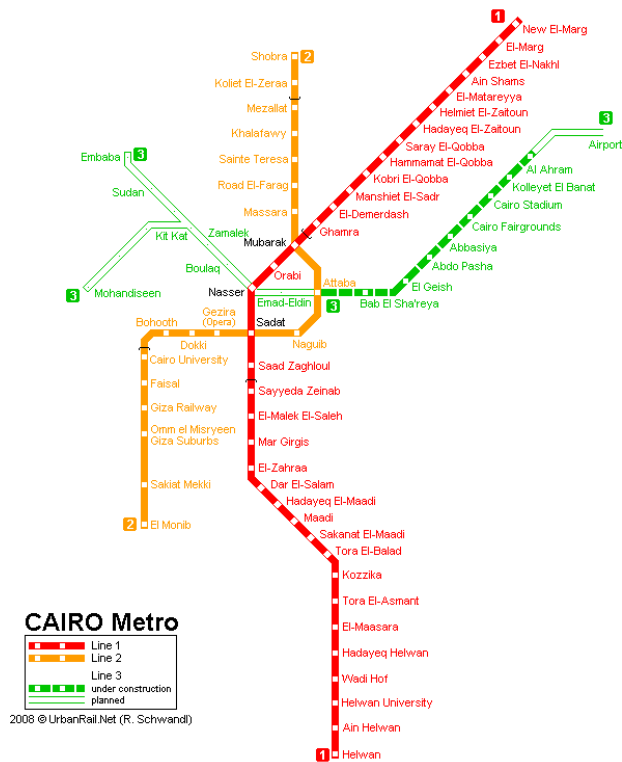 1
New El-Marg
El-Marg
Ezbet El-Nakhl
Ain Shams
El-Matareyya
Helmiet El-Zaitoun
Hadayeq El-Zaitoun
Saray El-Qobba
Hammamat El-Qobba
Kobri El-Qobba
Manshiet El-Sadr
El-Demerdash
Ghamra
2
Shobra
Koliet El-Zeraa
Mezallat
Khalafawy
Sainte Teresa
Road El-Farag
Massara
Mubarak
Orabi
3
Airport
Al Ahram
Kolleyet El Banat
Cairo Stadium
Cairo Fairgrounds
Abbasiya
Abdo Pasha
El Geish
Bab El Sha'reya
3
Attaba
Emad-Eldin
Embaba
3
Sudan
Zamalek
Kit Kat
Boulaq
3
Mohandiseen
Nasser
Sadat
Naguib
Gezira
(Opera)
Bohooth
Dokki
Cairo University
Faisal
Giza Railway
Omm el Misryeen
Giza Suburbs
Sakiat Mekki
2
El Monib
Saad Zaghloul
Sayyeda Zeinab
El-Malek El-Saleh
Mar Girgis
El-Zahraa
Dar El-Salam
Hadayeq El-Maadi
Maadi
Sakanat El-Maadi
Tora El-Balad
Kozzika
Tora El-Asmant
El-Maasara
Hadayeq Helwan
Wadi Hof
Helwan University
Ain Helwan
1
Helwan
CAIRO Metro
Line 1
Line 2
Line 3
under construction
planned
2008 © UrbanRail.Net (R. Schwandl)